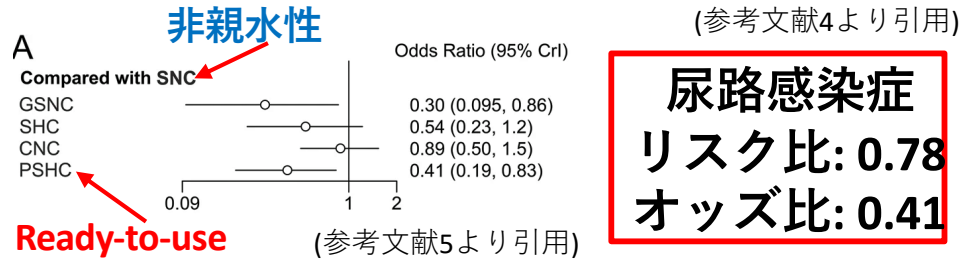 非親水性
(参考文献4より引用)
A
Odds Ratio (95% CrI)
Compared with SNC
GSNC 0.30 (0.095, 0.86)
SHC 0.54 (0.23, 1.2)
CNC 0.89 (0.50, 1.5)
PSHC 0.41 (0.19, 0.83)
0.09 1 2
Ready-to-use
(参考文献5より引用)
尿路感染症
リスク比: 0.78
オッズ比: 0.41